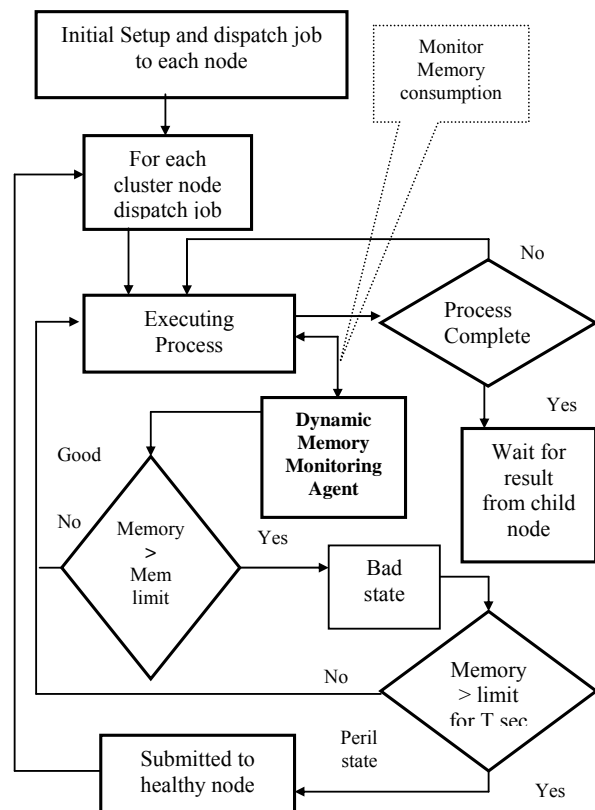 Initial Setup and dispatch job
to each node
Monitor
Memory
consumption
For each
cluster node
dispatch job
No
Executing
Process
Process
Complete
Yes
Dynamic
Memory
Monitoring
Agent
Wait for
result
from child
node
Good
No
Memory
>
Mem
limit
Yes
Bad
state
No
Memory
> limit
for T sec
Peril
state
Submitted to
healthy node
Yes